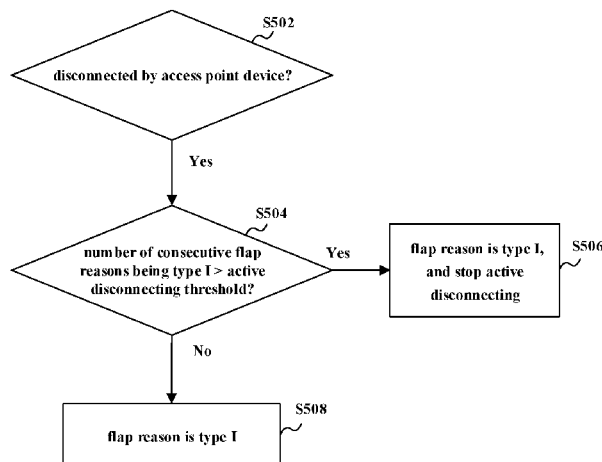 S502
disconnected by access point device?
Yes
S504
number of consecutive flap
reasons being type I > active
disconnecting threshold?
Yes
flap reason is type I,
and stop active
disconnecting
S506
No
S508
flap reason is type I